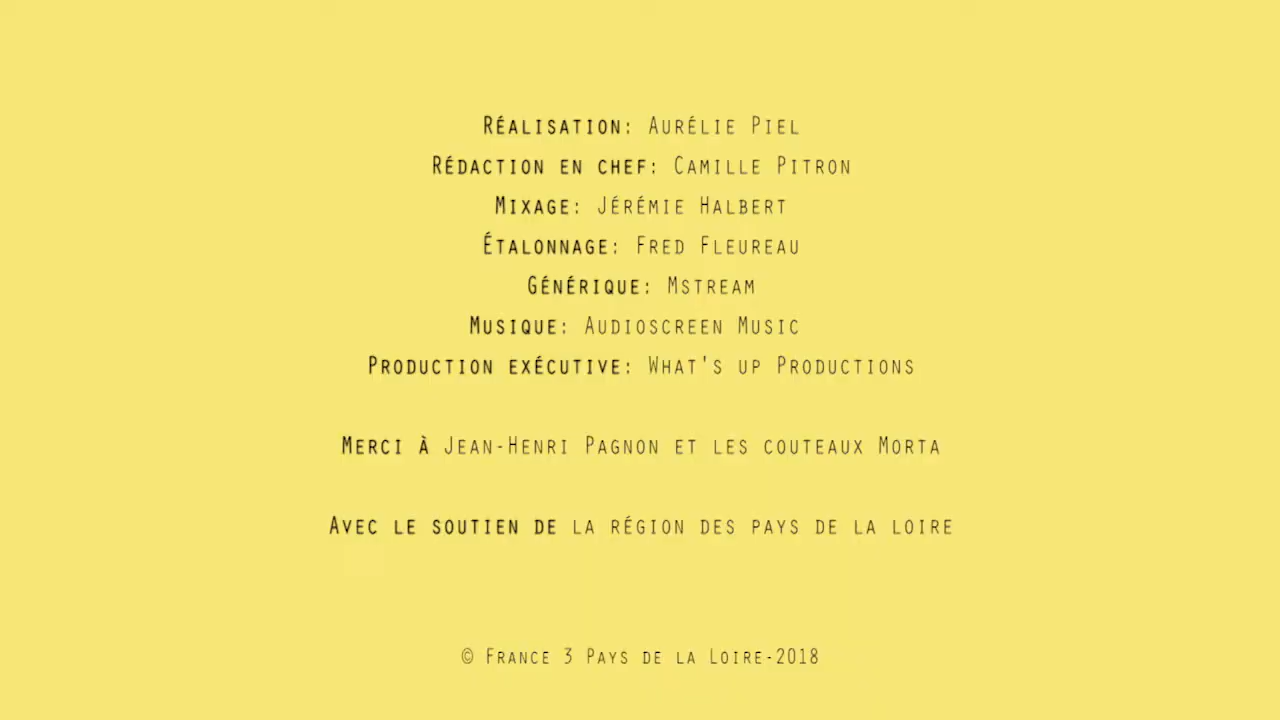 Réalisation: Aurélie Piel
Rédaction en chef: Camille Pitron
Mixage: Jérémie Halbert
Étalonnage: Fred Fleureau
Générique: Mstream
Musique: Audioscreen Music
Production exécutive: What's up Productions
Merci à Jean-Henri Pagnon et les couteaux Morta
Avec le soutien de la région des pays de la loire
© France 3 Pays de la Loire-2018